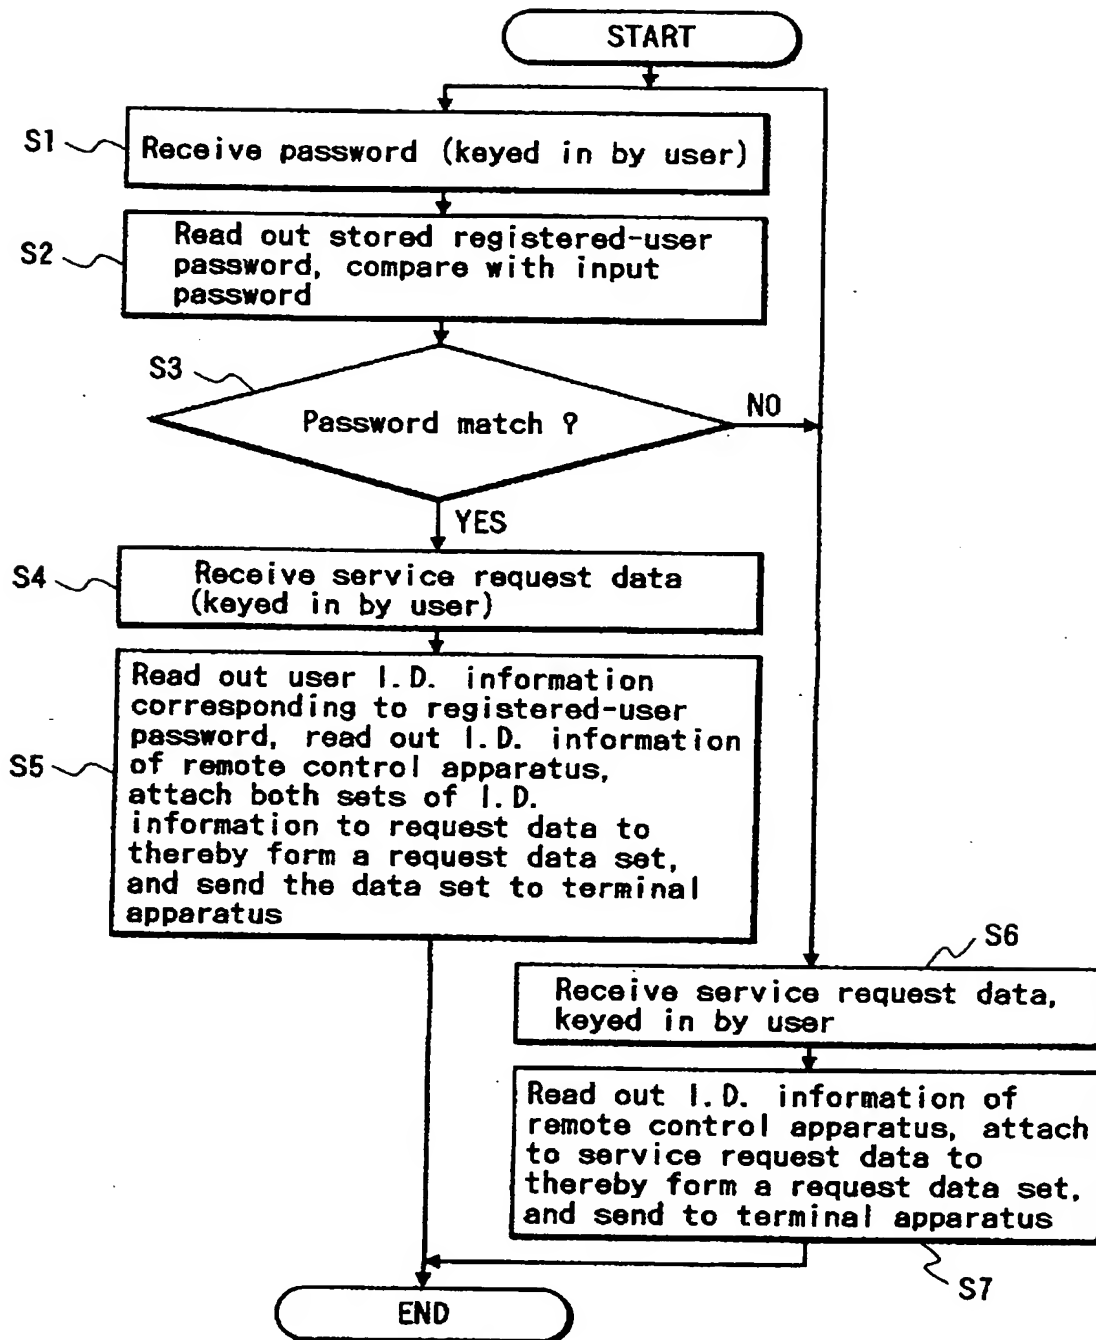 START
S1
Receive password (keyed in by user)
S2
Read out stored registered-user
password, compare with input
password
S3
Password match ?
NO
YES
S4
Receive service request data
(keyed in by user)
S5
Read out user I.D. information
corresponding to registered-user
password, read out I.D. information
of remote control apparatus,
attach both sets of I.D.
information to request data to
thereby form a request data set,
and send the data set to terminal
apparatus
S6
Receive service request data,
keyed in by user
Read out I.D. information of
remote control apparatus, attach
to service request data to
thereby form a request data set,
and send to terminal apparatus
S7
END